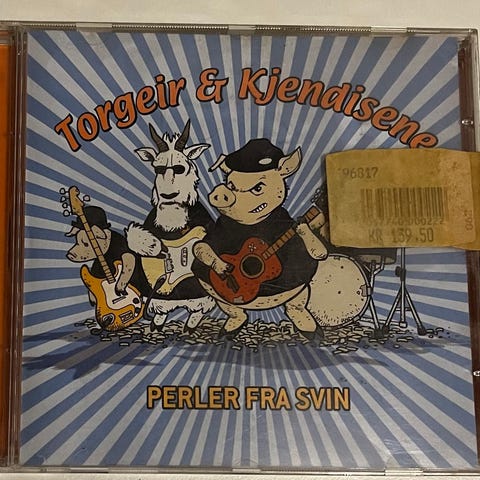 Torgeir & Kjendisene
96817
KR 139.50
PERLER FRA SVIN